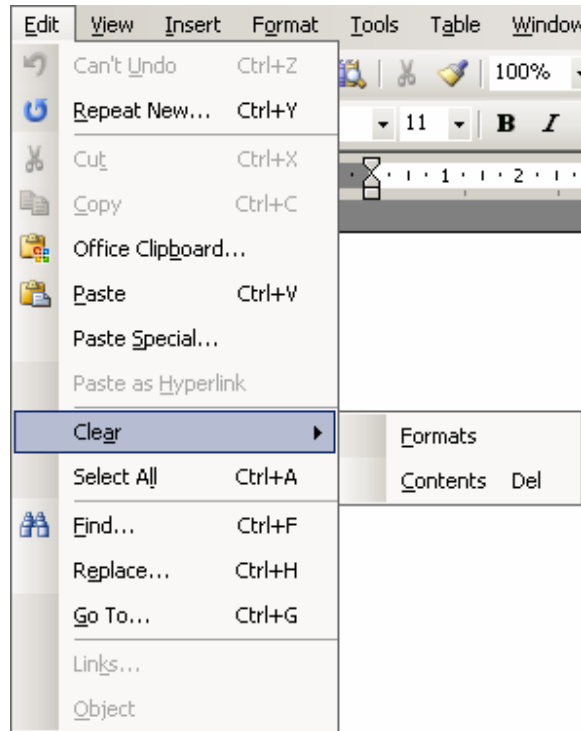 Edit View Insert Format Tools Table Window
Can't Undo Ctrl+Z
100%
Repeat New... Ctrl+Y
11 B I
Cut Ctrl+X
1 2
Copy Ctrl+C
Office Clipboard...
Paste Ctrl+V
Paste Special...
Paste as Hyperlink
Clear
Formats
Select All Ctrl+A
Contents Del
Find... Ctrl+F
Replace... Ctrl+H
Go To... Ctrl+G
Links...
Object